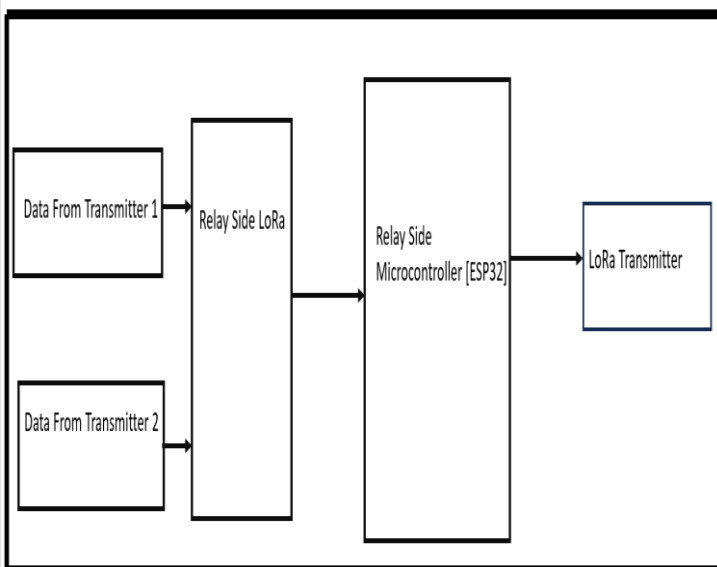 Data From Transmitter 1
Relay Side LoRa
Relay Side
Microcontroller [ESP32]
LoRa Transmitter
Data From Transmitter 2